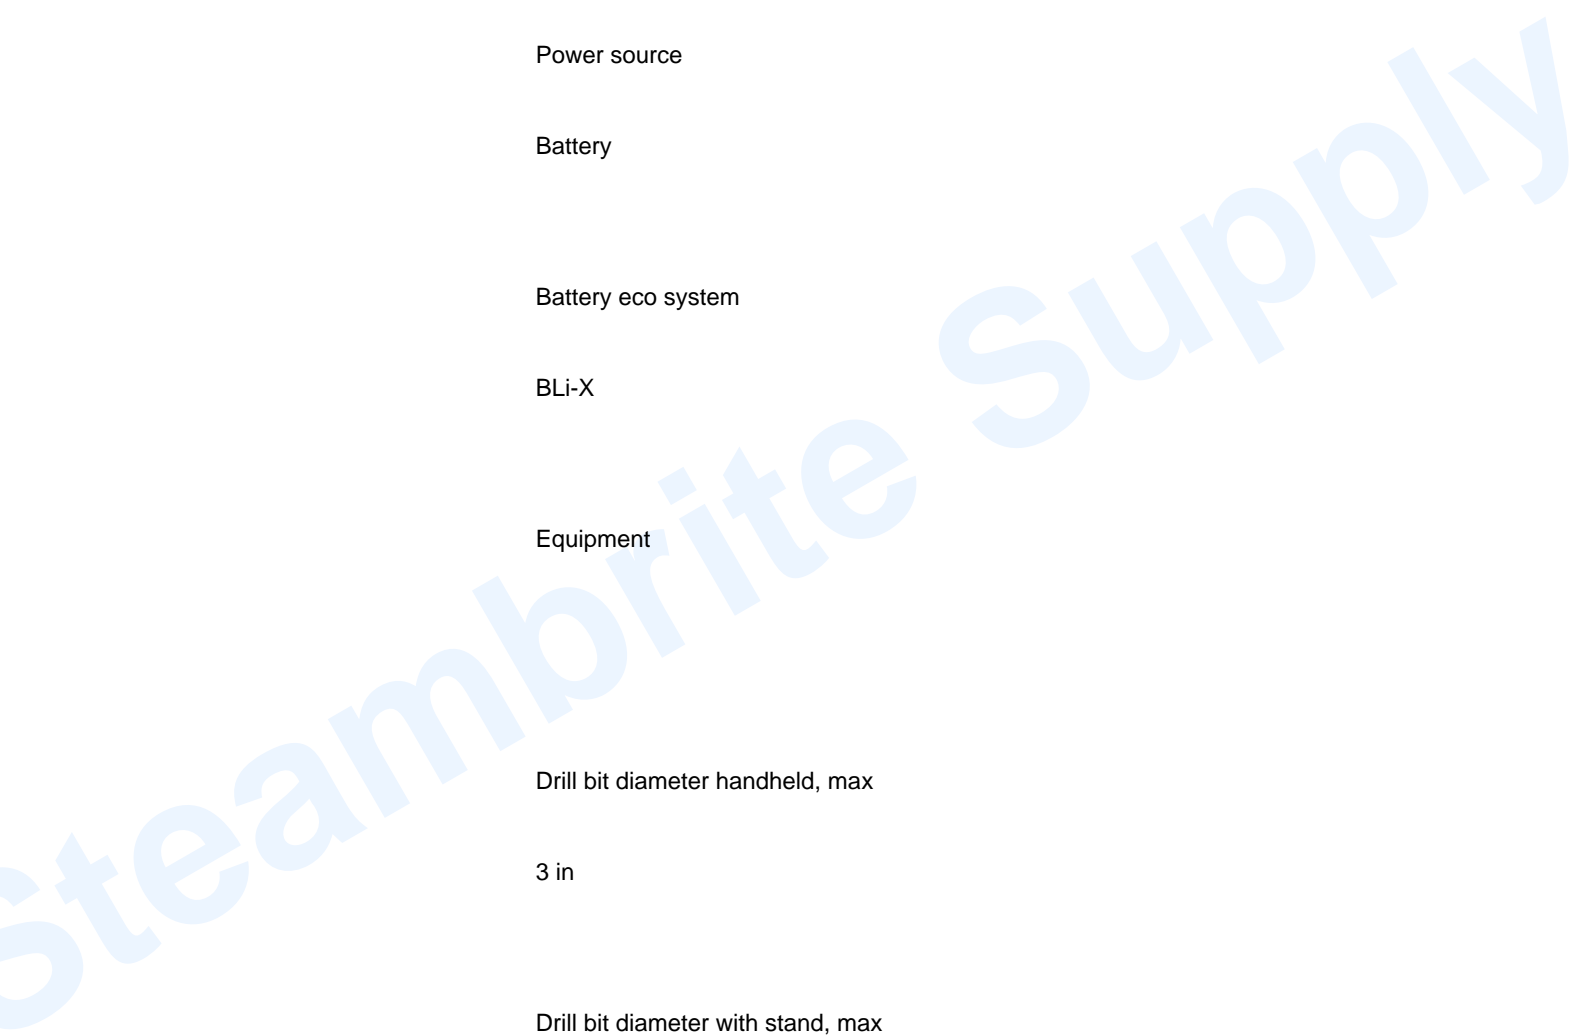 Power source
Battery
Battery eco system
BLi-X
Equipment
Drill bit diameter handheld, max
3 in
Drill bit diameter with stand, max
Steambrite Supply